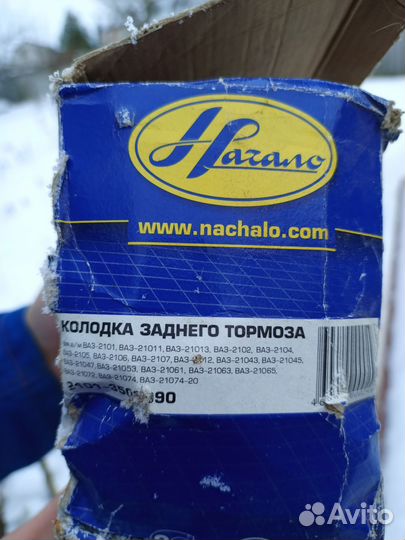 Начало
www.nachalo.com
КОЛОДКА ЗАДНЕГО ТОРМОЗА
для а/м ВАЗ-2101, ВАЗ-21011, ВАЗ-21013, ВАЗ-2102, ВАЗ-2104,
ВАЗ-2105, ВАЗ-2106, ВАЗ-2107, ВАЗ-21043, ВАЗ-21045,
ВАЗ-21047, ВАЗ-21053, ВАЗ-21061, ВАЗ-21063, ВАЗ-21065,
ВАЗ-21072, ВАЗ-21074, ВАЗ-21074-20
Avito